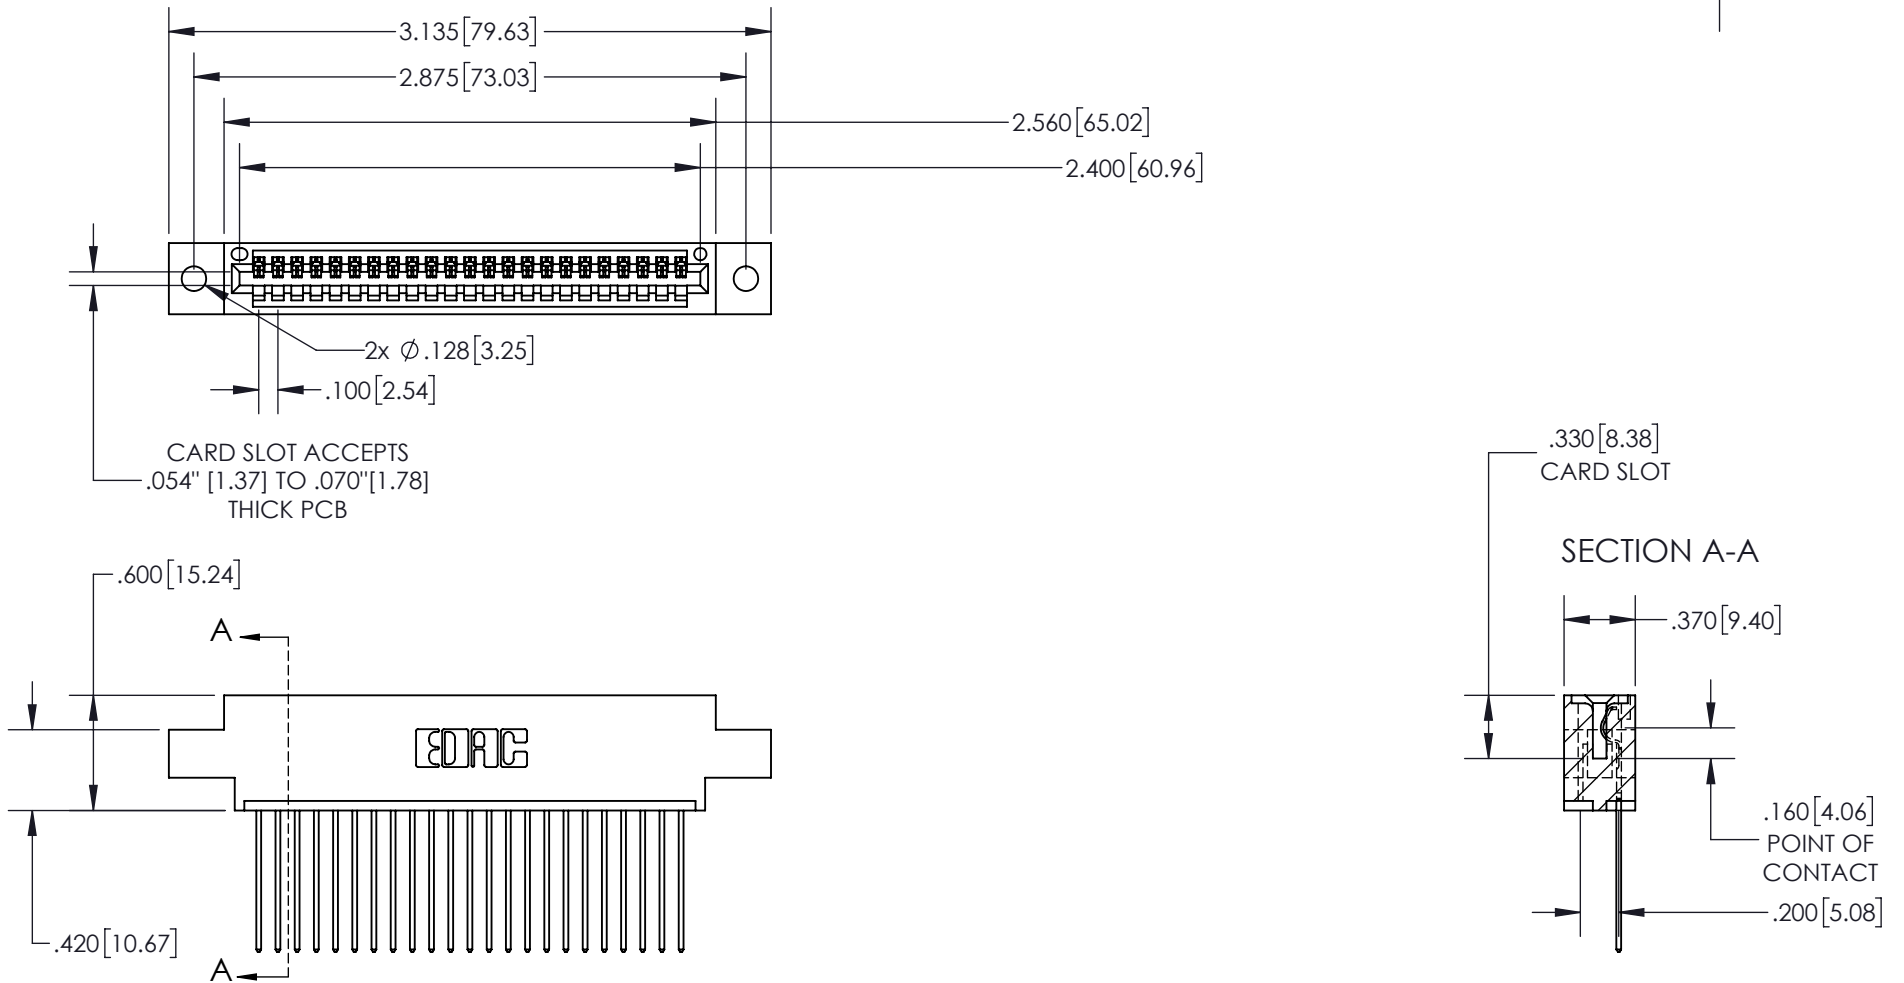 3.135[79.63]
2.875[73.03]
2.560[65.02]
2.400[60.96]
2x Ø.128[3.25]
.100[2.54]
CARD SLOT ACCEPTS
.054" [1.37] TO .070"[1.78]
THICK PCB
.330[8.38]
CARD SLOT
SECTION A-A
.600[15.24]
A
.370[9.40]
EDAC
.160[4.06]
POINT OF
CONTACT
.200[5.08]
.420[10.67]
A